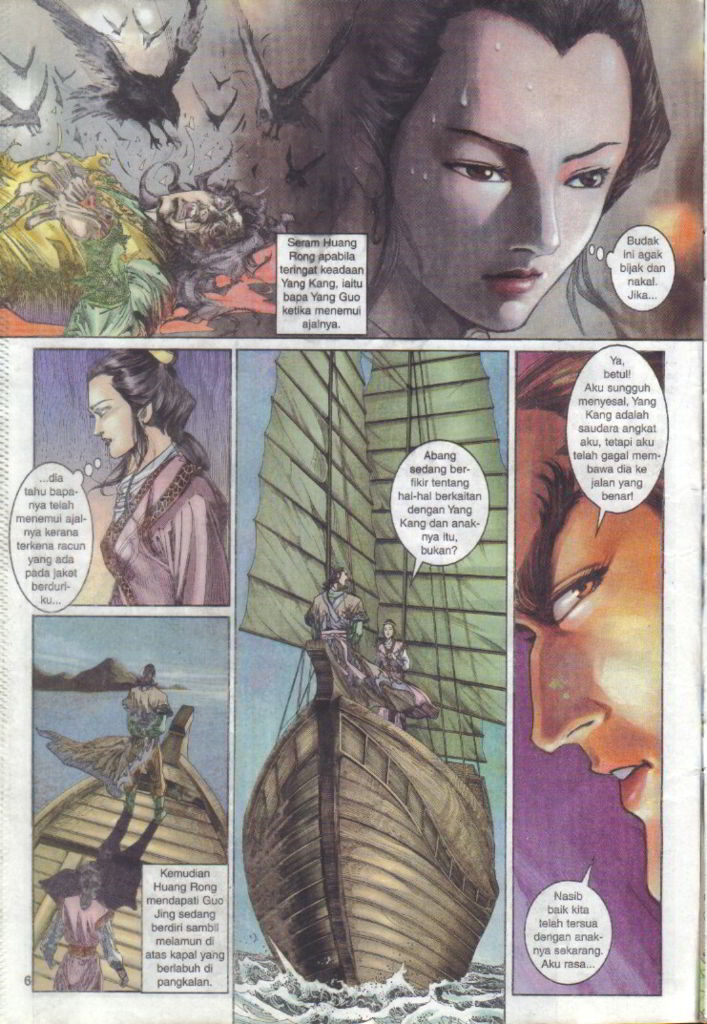 Seram Huang
Rong apabila
teringat keadaan
Yang Kang, iaitu
bapa Yang Guo
ketika menemui
ajalnya.
Budak
ini agak
bijak dan
nakal.
Jika...
...dia
tahu bapa-
nya telah
menemui ajal-
nya kerana
terkena racun
yang ada
pada jaket
berduri-
ku...
Kemudian
Huang Rong
mendapati Guo
Jing sedang
berdiri sambil
melamun di
atas kapal yang
berlabuh di
pangkalan.
Abang
sedang ber-
fikir tentang
hal-hal berkaitan
dengan Yang
Kang dan anak-
nya itu,
bukan?
Ya,
betul!
Aku sungguh
menyesal, Yang
Kang adalah
saudara angkat
aku, tetapi aku
telah gagal mem-
bawa dia ke
jalan yang
benar!
Nasib
baik kita
telah tersua
dengan anak-
nya sekarang.
Aku rasa...
6